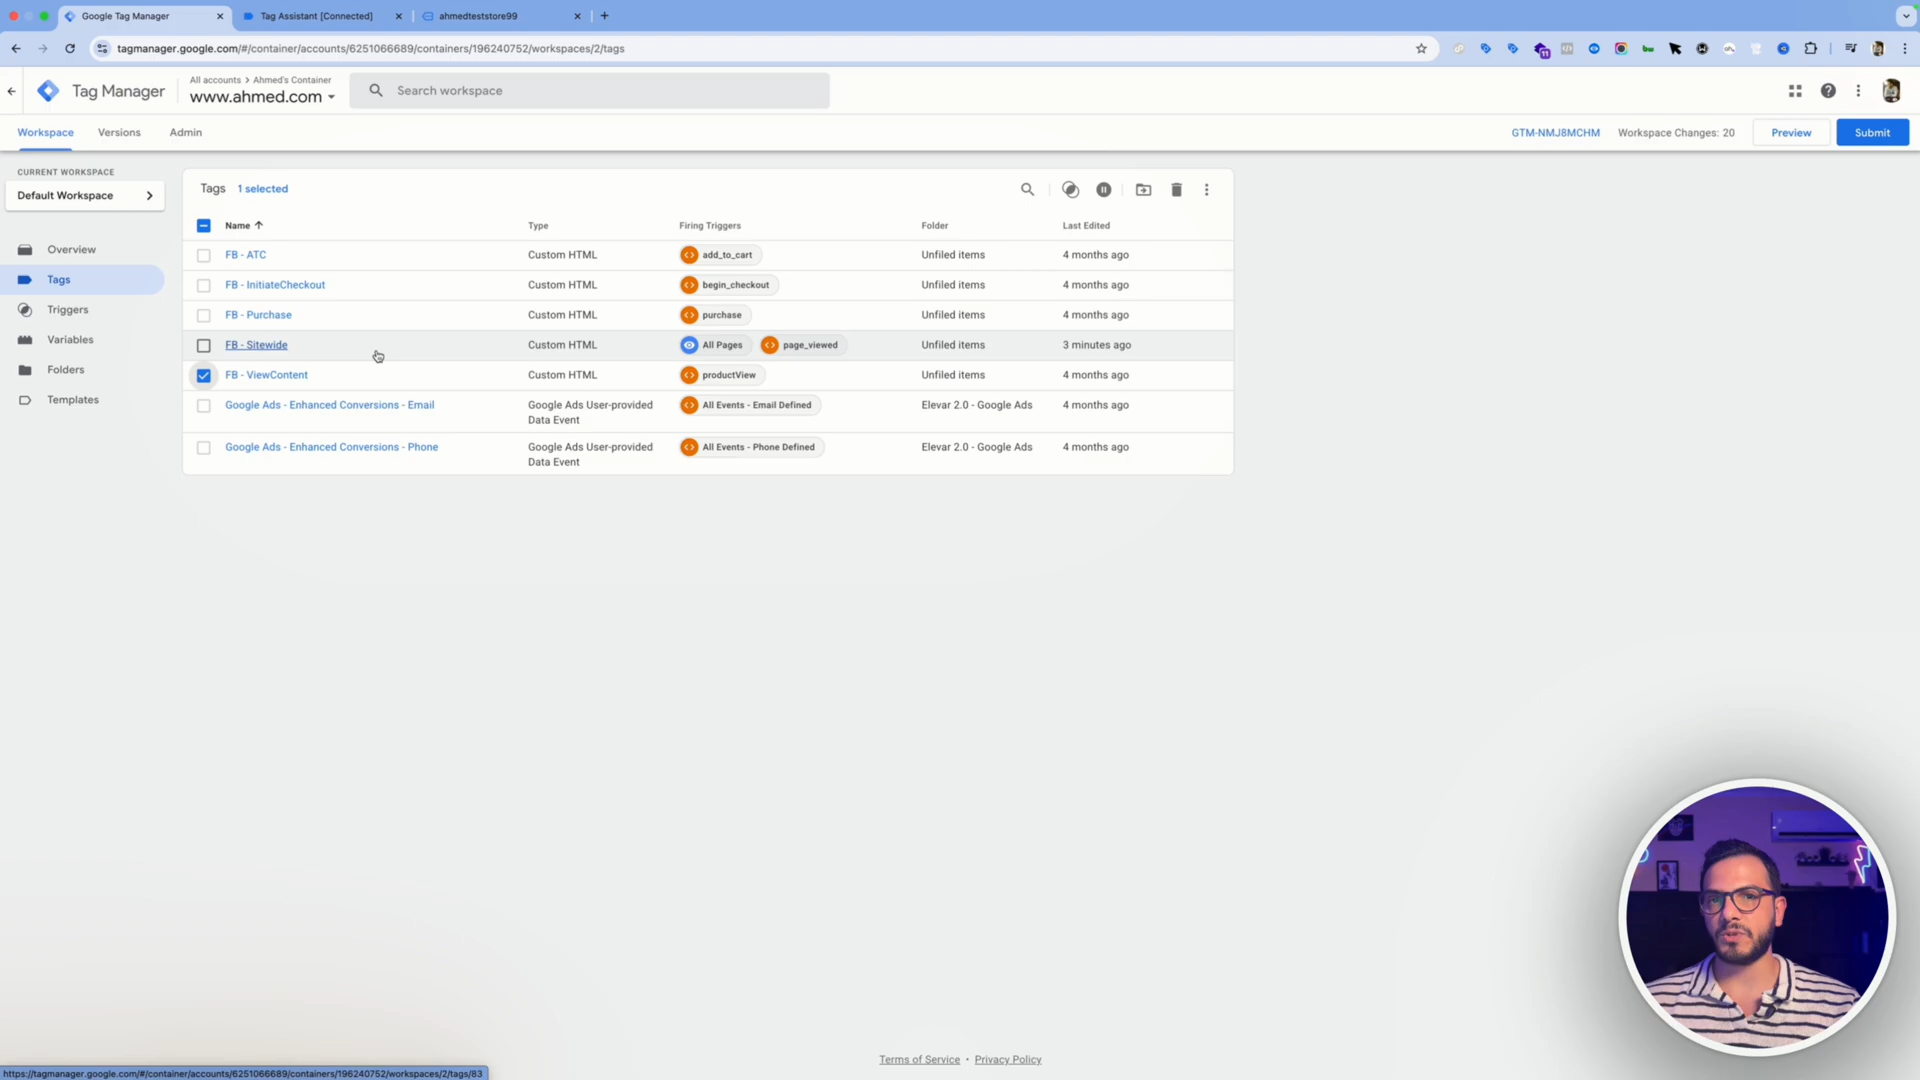 Google Tag Manager
Tag Assistant [Connected]
ahmedteststore99
tagmanager.google.com/#/container/accounts/6251066689/containers/196240752/workspaces/2/tags
11
Tag Manager
All accounts > Ahmed's Container
www.ahmed.com
Search workspace
Workspace Versions Admin
GTM-NMJ8MCHM Workspace Changes: 20 Preview Submit
CURRENT WORKSPACE
Default Workspace
Overview
Tags
Triggers
Variables
Folders
Templates
Tags 1 selected
Name Type Firing Triggers Folder Last Edited
FB - ATC Custom HTML add_to_cart Unfiled items 4 months ago
FB - InitiateCheckout Custom HTML begin_checkout Unfiled items 4 months ago
FB - Purchase Custom HTML purchase Unfiled items 4 months ago
FB - Sitewide Custom HTML All Pages page_viewed Unfiled items 3 minutes ago
FB - ViewContent Custom HTML productView Unfiled items 4 months ago
Google Ads - Enhanced Conversions - Email Google Ads User-provided All Events - Email Defined Elevar 2.0 - Google Ads 4 months ago
Data Event
Google Ads - Enhanced Conversions - Phone Google Ads User-provided All Events - Phone Defined Elevar 2.0 - Google Ads 4 months ago
Data Event
Terms of Service • Privacy Policy
https://tagmanager.google.com/#/container/accounts/6251066689/containers/196240752/workspaces/2/tags/83